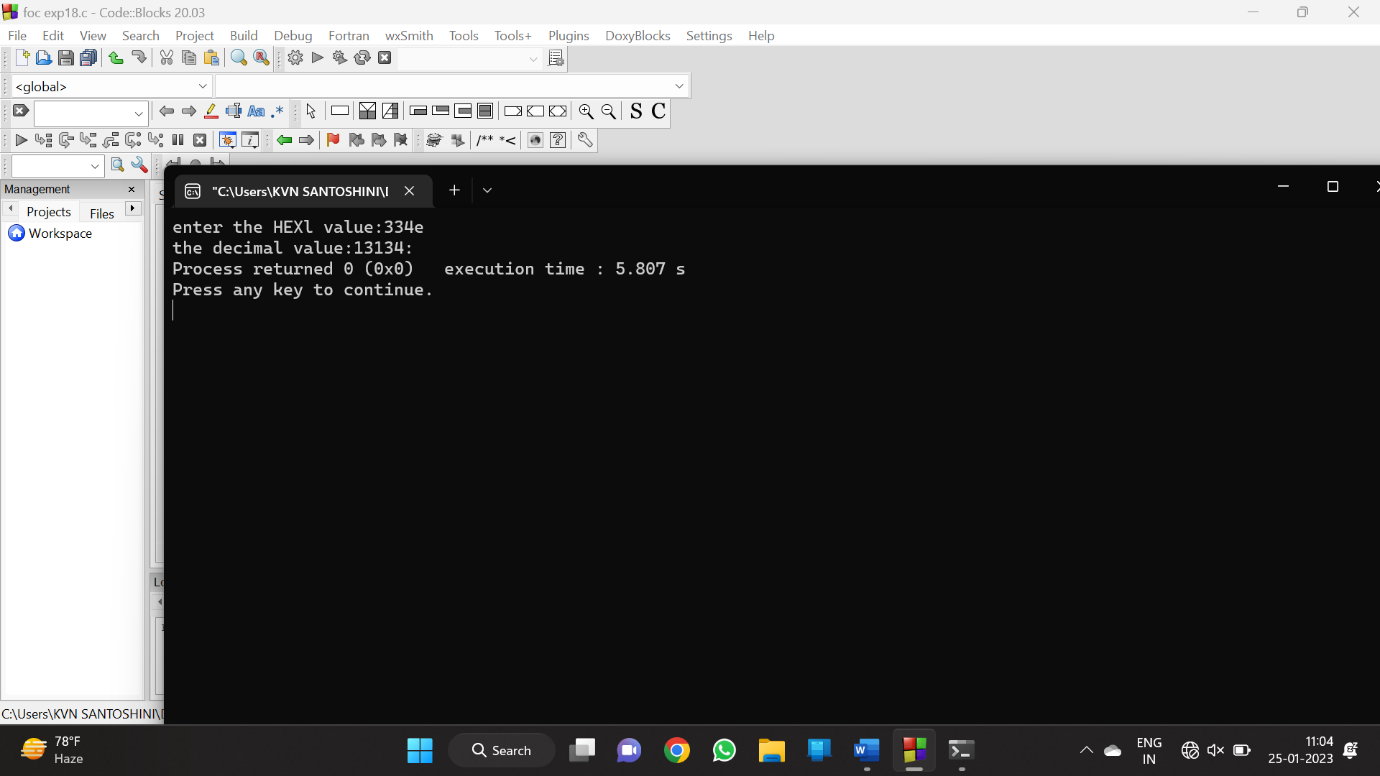 foc exp18.c - Code::Blocks 20.03
File Edit View Search Project Build Debug Fortran wxSmith Tools Tools+ Plugins DoxyBlocks Settings Help
<global>
Aa .* S C
/** *<
Management
Projects Files
Workspace
"C:\Users\KVN SANTOSHINI\I
enter the HEXl value:334e
the decimal value:13134:
Process returned 0 (0x0) execution time : 5.807 s
Press any key to continue.
C:\Users\KVN SANTOSHINI\
78°F
Haze
Search
ENG
IN
11:04
25-01-2023